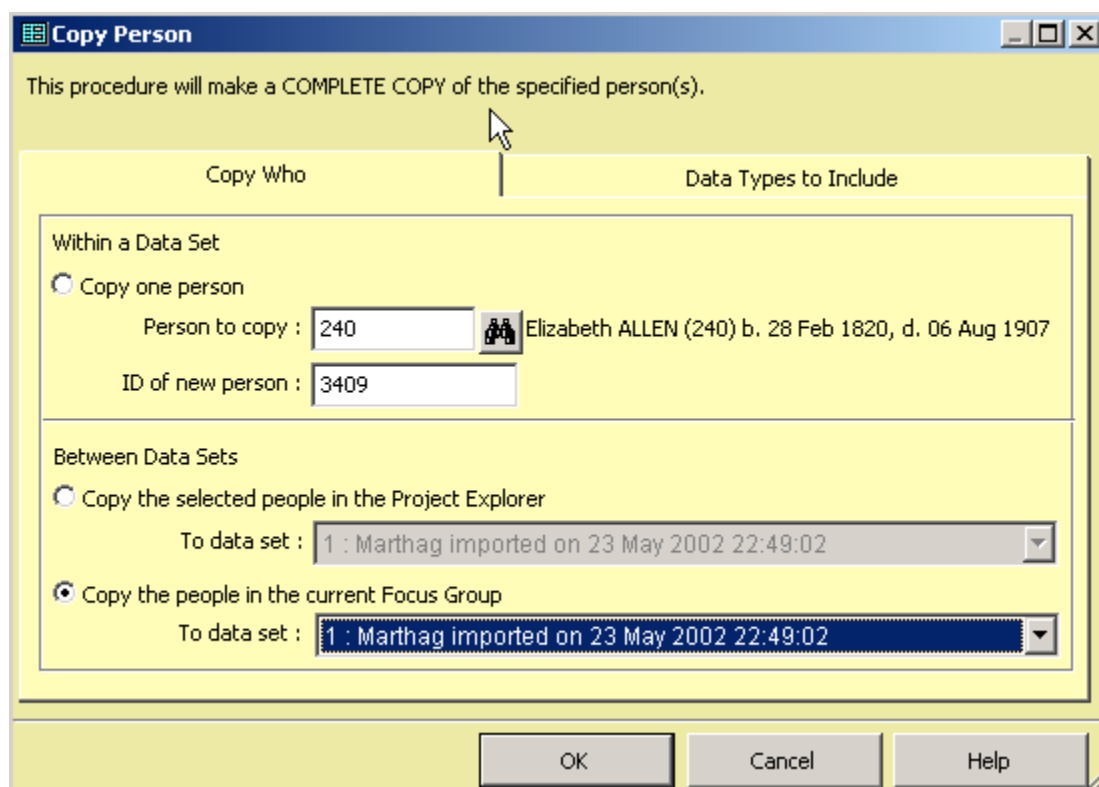 Copy Person
This procedure will make a COMPLETE COPY of the specified person(s).
Copy Who
Data Types to Include
Within a Data Set
Copy one person
Person to copy : 240 Elizabeth ALLEN (240) b. 28 Feb 1820, d. 06 Aug 1907
ID of new person : 3409
Between Data Sets
Copy the selected people in the Project Explorer
To data set : 1 : Marthag imported on 23 May 2002 22:49:02
Copy the people in the current Focus Group
To data set : 1 : Marthag imported on 23 May 2002 22:49:02
OK Cancel Help